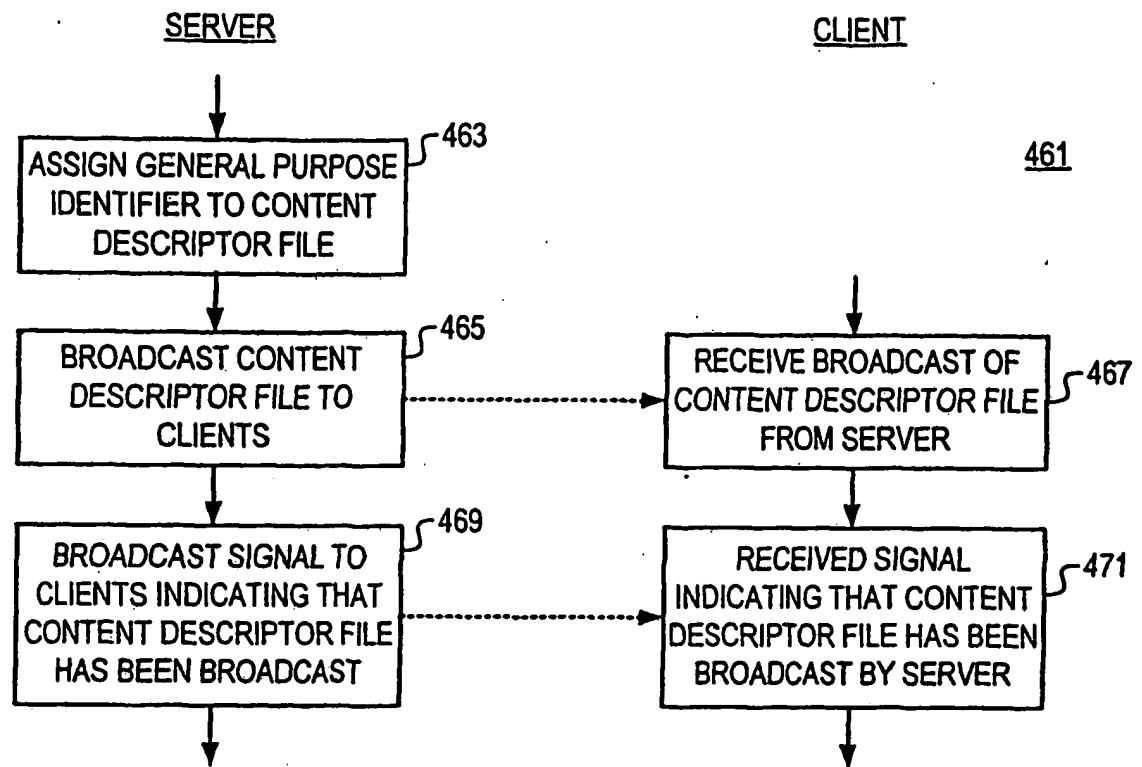 SERVER
CLIENT
461
463
ASSIGN GENERAL PURPOSE
IDENTIFIER TO CONTENT
DESCRIPTOR FILE
465
BROADCAST CONTENT
DESCRIPTOR FILE TO
CLIENTS
467
RECEIVE BROADCAST OF
CONTENT DESCRIPTOR FILE
FROM SERVER
469
BROADCAST SIGNAL TO
CLIENTS INDICATING THAT
CONTENT DESCRIPTOR FILE
HAS BEEN BROADCAST
471
RECEIVED SIGNAL
INDICATING THAT CONTENT
DESCRIPTOR FILE HAS BEEN
BROADCAST BY SERVER